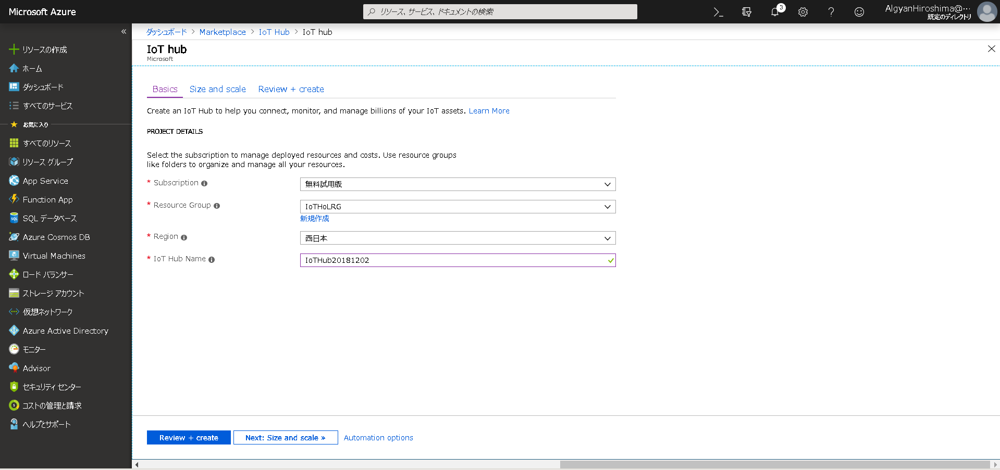 Microsoft Azure
リソース、サービス、ドキュメントの検索
3
AlgyanHiroshima@…
既定のディレクトリ
«
リソースの作成
ホーム
ダッシュボード
すべてのサービス
お気に入り
すべてのリソース
リソース グループ
App Service
Function App
SQL データベース
Azure Cosmos DB
Virtual Machines
ロード バランサー
ストレージ アカウント
仮想ネットワーク
Azure Active Directory
モニター
Advisor
セキュリティ センター
コストの管理と請求
ヘルプとサポート
ダッシュボード > Marketplace > IoT Hub > IoT hub
IoT hub
Microsoft
Basics Size and scale Review + create
Create an IoT Hub to help you connect, monitor, and manage billions of your IoT assets. Learn More
PROJECT DETAILS
Select the subscription to manage deployed resources and costs. Use resource groups
like folders to organize and manage all your resources.
* Subscription 無料試用版
* Resource Group IoTHoLRG
新規作成
* Region 西日本
* IoT Hub Name IoTHub20181202
Review + create Next: Size and scale » Automation options